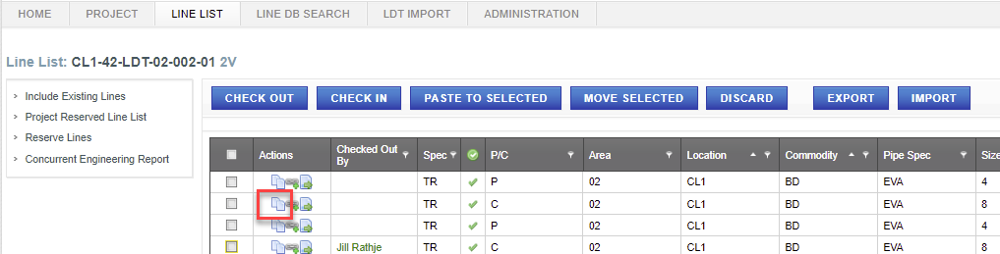 HOME PROJECT LINE LIST LINE DB SEARCH LDT IMPORT ADMINISTRATION
Line List: CL1-42-LDT-02-002-01 2V
Include Existing Lines
Project Reserved Line List
Reserve Lines
Concurrent Engineering Report
CHECK OUT CHECK IN PASTE TO SELECTED MOVE SELECTED DISCARD EXPORT IMPORT
Actions Checked Out By Spec P/C Area Location Commodity Pipe Spec Size
TR P 02 CL1 BD EVA 4
TR C 02 CL1 BD EVA 8
TR P 02 CL1 BD EVA 4
Jill Rathje TR C 02 CL1 BD EVA 8